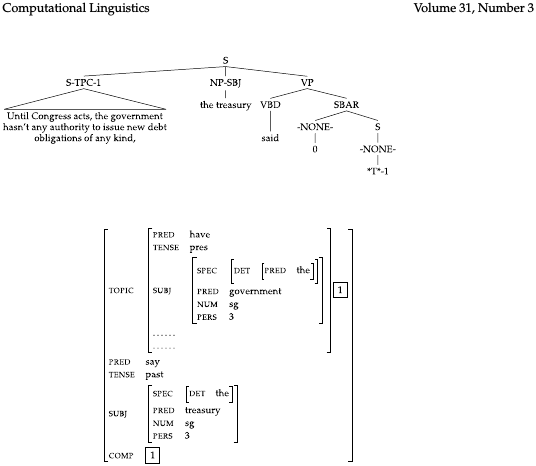 Computational Linguistics Volume 31, Number 3
S
S-TPC-1 NP-SBJ VP
Until Congress acts, the government
hasn't any authority to issue new debt
obligations of any kind,
the treasury VBD SBAR
said -NONE- S
0 -NONE-
*T*-1
PRED have
TENSE pres
SPEC DET PRED the
TOPIC SUBJ PRED government 1
NUM sg
PERS 3
......
......
PRED say
TENSE past
SPEC DET the
SUBJ PRED treasury
NUM sg
PERS 3
COMP 1